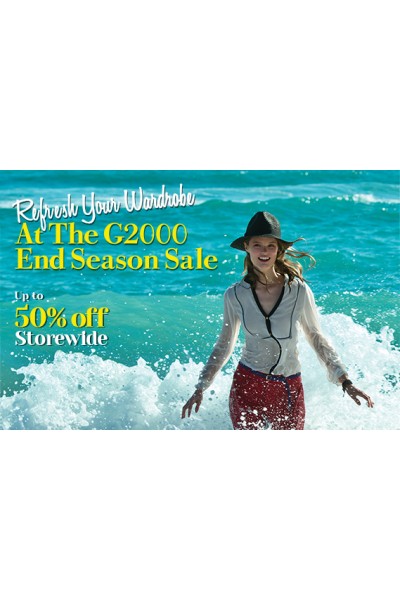 Refresh Your Wardrobe
At The G2000
End Season Sale
Up to
50% off
Storewide